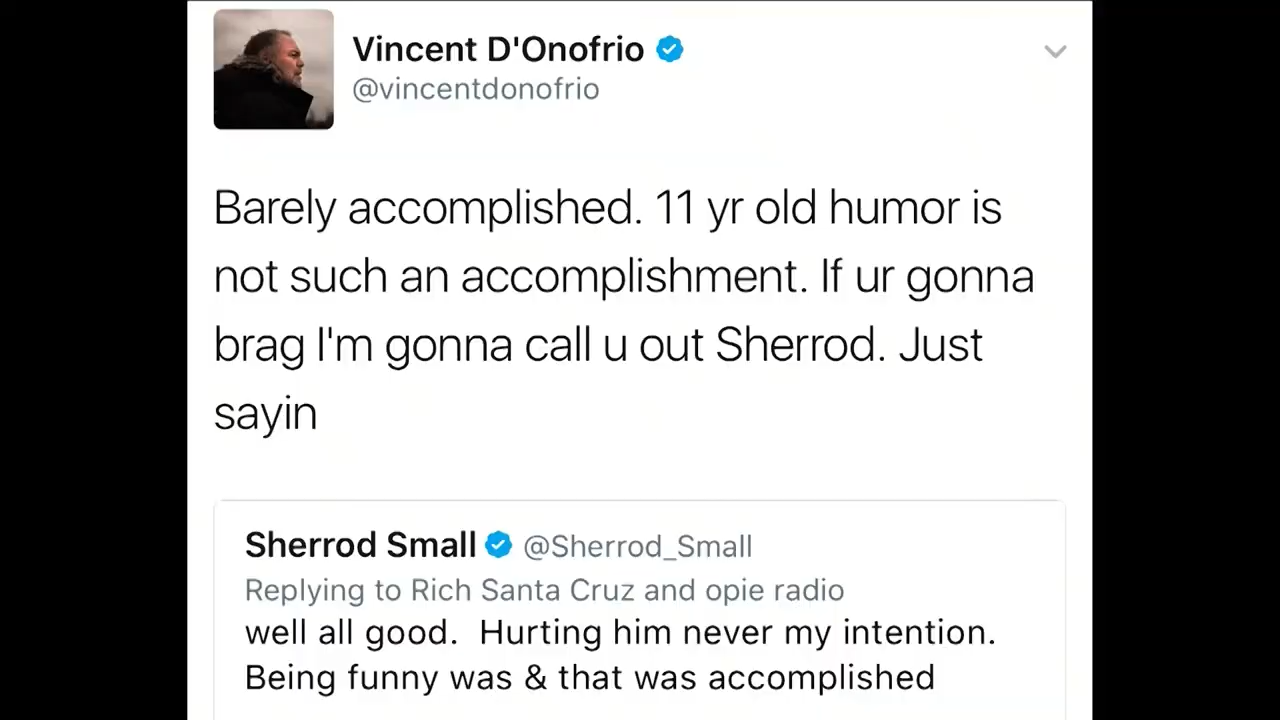 Vincent D'Onofrio
@vincentdonofrio
Barely accomplished. 11 yr old humor is
not such an accomplishment. If ur gonna
brag I'm gonna call u out Sherrod. Just
sayin
Sherrod Small @Sherrod_Small
Replying to Rich Santa Cruz and opie radio
well all good.  Hurting him never my intention.
Being funny was & that was accomplished